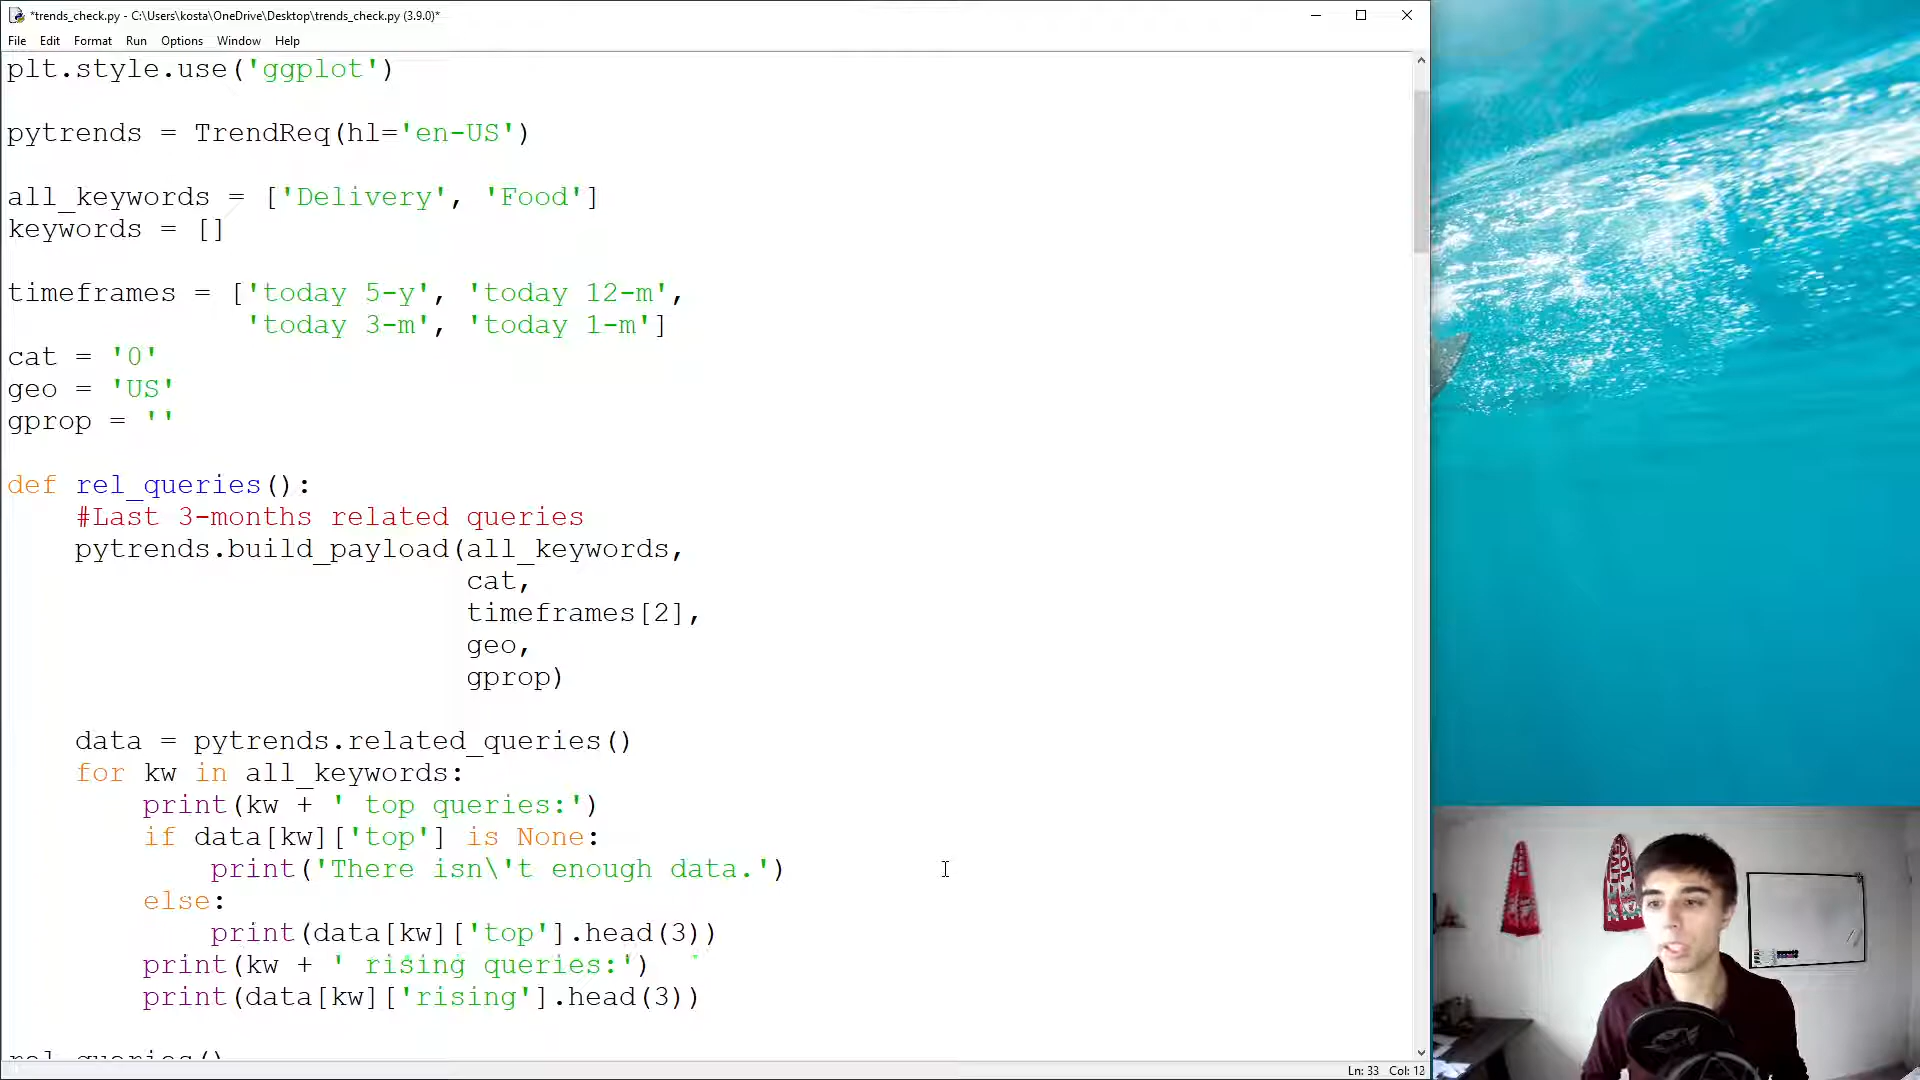 *trends_check.py - C:\Users\kosta\OneDrive\Desktop\trends_check.py (3.9.0)*
File Edit Format Run Options Window Help
plt.style.use('ggplot')
pytrends = TrendReq(hl='en-US')
all_keywords = ['Delivery', 'Food']
keywords = []
timeframes = ['today 5-y', 'today 12-m',
'today 3-m', 'today 1-m']
cat = '0'
geo = 'US'
gprop = ''
def rel_queries():
#Last 3-months related queries
pytrends.build_payload(all_keywords,
cat,
timeframes[2],
geo,
gprop)
data = pytrends.related_queries()
for kw in all_keywords:
print(kw + ' top queries:')
if data[kw]['top'] is None:
print('There isn\'t enough data.')
else:
print(data[kw]['top'].head(3))
print(kw + ' rising queries:')
print(data[kw]['rising'].head(3))
rel_queries()
Ln: 33 Col: 12